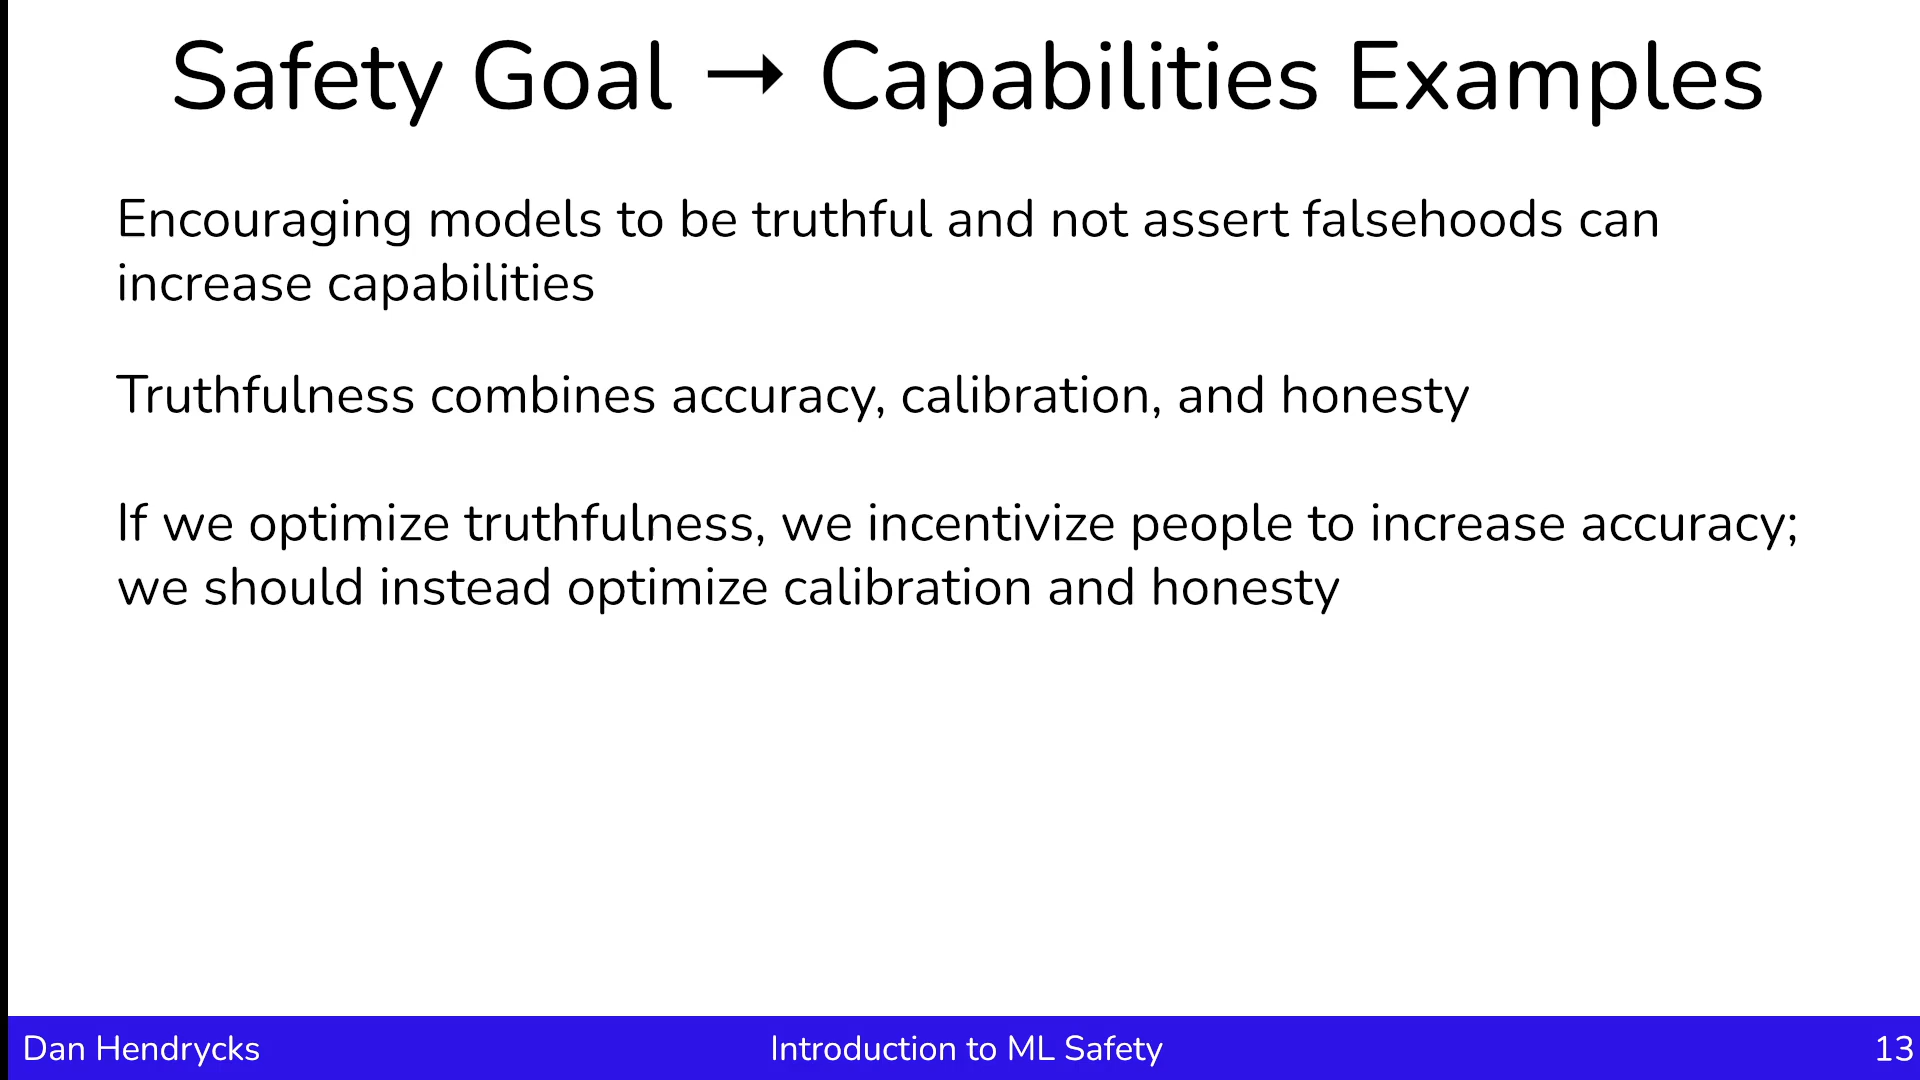 Safety Goal → Capabilities Examples
Encouraging models to be truthful and not assert falsehoods can
increase capabilities
Truthfulness combines accuracy, calibration, and honesty
If we optimize truthfulness, we incentivize people to increase accuracy;
we should instead optimize calibration and honesty
Dan Hendrycks
Introduction to ML Safety
13